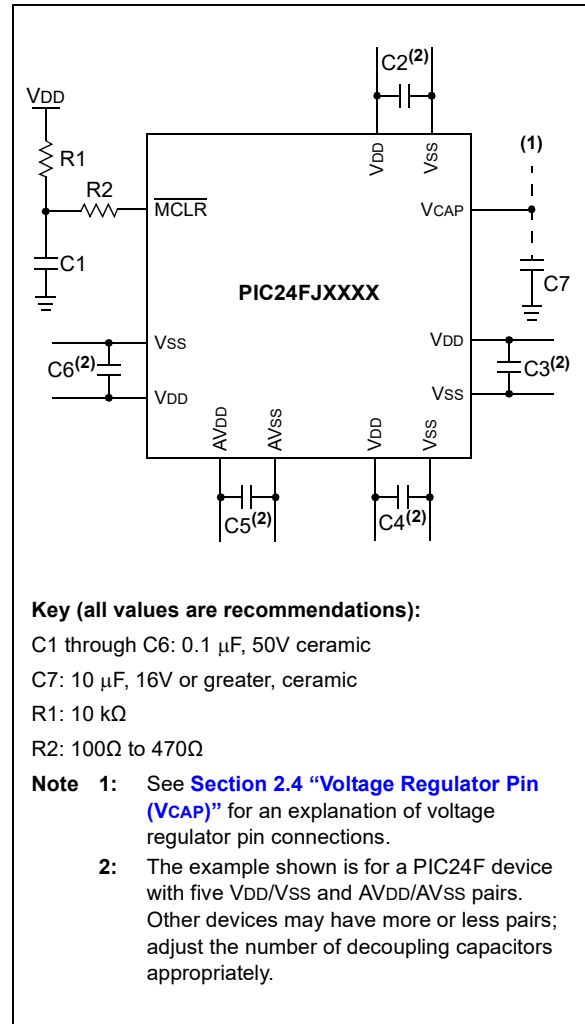 C2(2)
VDD
(1)
R1
VDD
VSS
R2
MCLR
VCAP
C1
C7
PIC24FJXXXX
VSS
VDD
C6(2)
C3(2)
VDD
VSS
AVDD
AVSS
VDD
VSS
C5(2)
C4(2)
Key (all values are recommendations):
C1 through C6: 0.1 μF, 50V ceramic
C7: 10 μF, 16V or greater, ceramic
R1: 10 kΩ
R2: 100Ω to 470Ω
Note 1: See Section 2.4 “Voltage Regulator Pin
(VCAP)” for an explanation of voltage
regulator pin connections.
2: The example shown is for a PIC24F device
with five VDD/VSS and AVDD/AVSS pairs.
Other devices may have more or less pairs;
adjust the number of decoupling capacitors
appropriately.